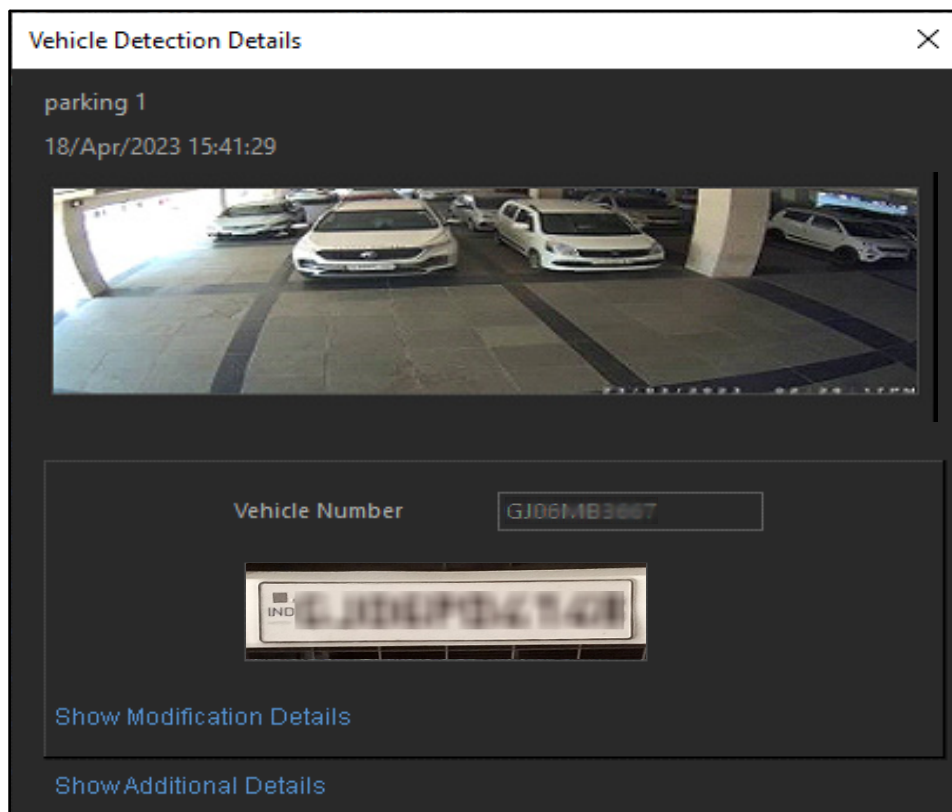 Vehicle Detection Details
parking 1
18/Apr/2023 15:41:29
Vehicle Number
IND
Show Modification Details
Show Additional Details